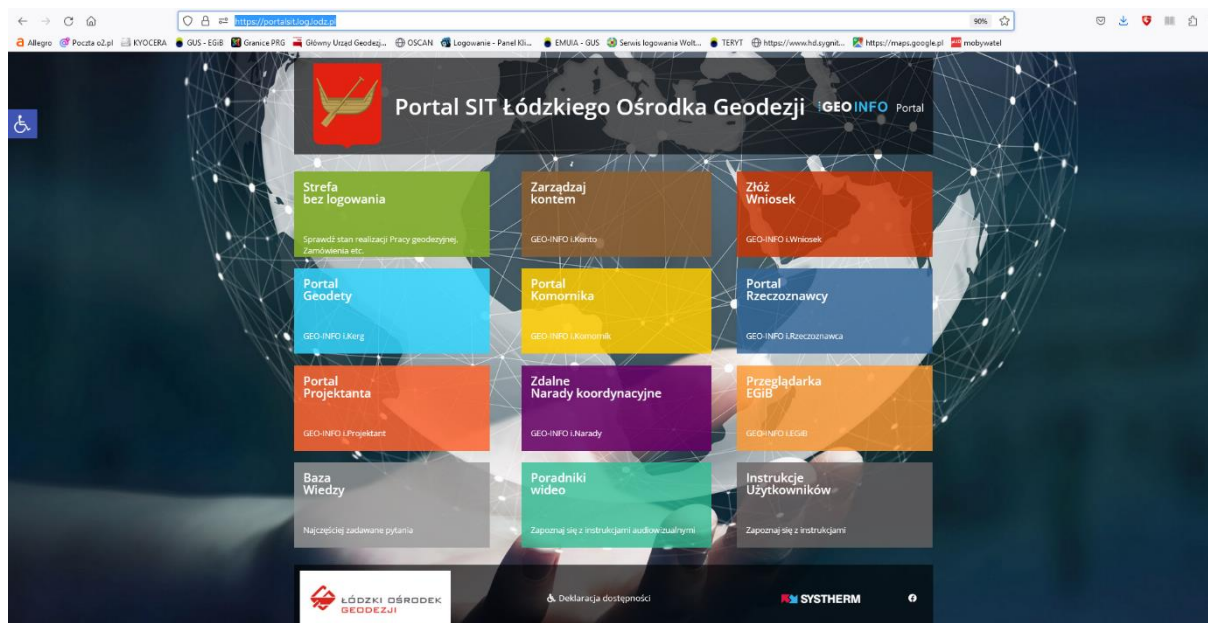 https://portalsit.log.lodz.pl
90%
Allegro
Poczta o2.pl
KYOCERA
GUS - EGiB
Granice PRG
Główny Urząd Geodezj...
OSCAN
Logowanie - Panel Kli...
EMUIA - GUS
Serwis logowania Wolt...
TERYT
https://www.hd.sygnit...
https://maps.google.pl
mobywatel
Portal SIT Łódzkiego Ośrodka Geodezji
GEO INFO Portal
Strefa
bez logowania
Sprawdź stan realizacji Pracy geodezyjnej,
Zamówienia etc.
Zarządzaj
kontem
GEO-INFO i.Konto
Złóż
Wniosek
GEO-INFO i.Wniosek
Portal
Geodety
GEO-INFO i.Kerg
Portal
Komornika
GEO-INFO i.Komornik
Portal
Rzeczoznawcy
GEO-INFO i.Rzeczoznawca
Portal
Projektanta
GEO-INFO i.Projektant
Zdalne
Narady koordynacyjne
GEO-INFO i.Narady
Przeglądarka
EGiB
GEO-INFO i.EGiB
Baza
Wiedzy
Najczęściej zadawane pytania
Poradniki
wideo
Zapoznaj się z instrukcjami audiowizualnymi
Instrukcje
Użytkowników
Zapoznaj się z instrukcjami
ŁÓDZKI OŚRODEK
GEODEZJI
Deklaracja dostępności
SYSTHERM